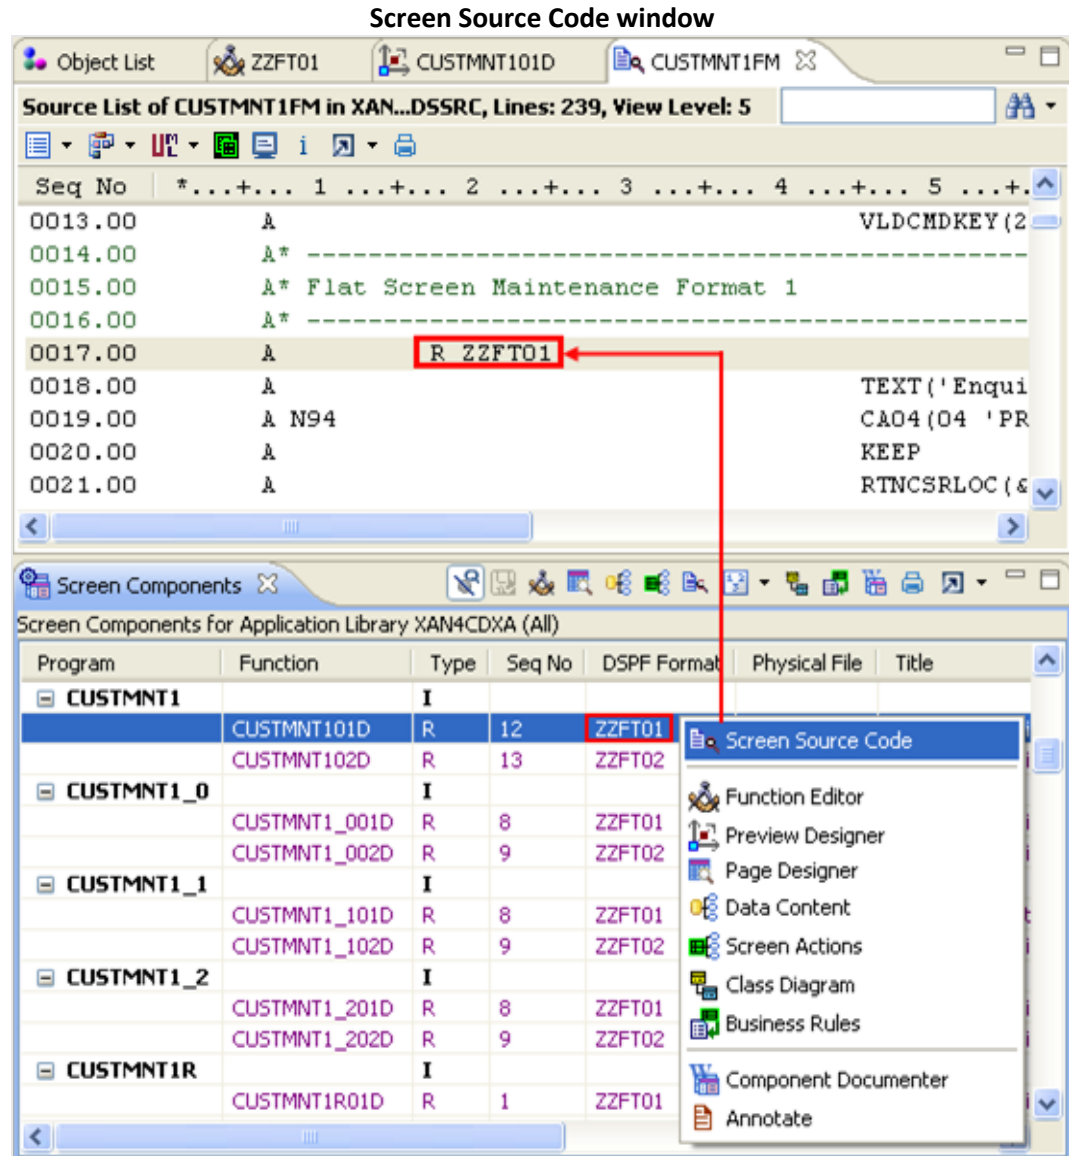 Screen Source Code window
Object List ZZFT01 CUSTMNT101D CUSTMNT1FM
Source List of CUSTMNT1FM in XAN...DSSRC, Lines: 239, View Level: 5
Seq No *...+... 1 ...+... 2 ...+... 3 ...+... 4 ...+... 5 ...+.
0013.00 A VLDCMDKEY(2
0014.00 A* ------------------------------------------------
0015.00 A* Flat Screen Maintenance Format 1
0016.00 A* ------------------------------------------------
0017.00 A R ZZFT01
0018.00 A TEXT('Enqui
0019.00 A N94 CA04(04 'PR
0020.00 A KEEP
0021.00 A RTNCSRLOC(&
Screen Components
Screen Components for Application Library XAN4CDXA (All)
Program Function Type Seq No DSPF Format Physical File Title
CUSTMNT1 I
CUSTMNT101D R 12 ZZFT01
CUSTMNT102D R 13 ZZFT02
CUSTMNT1_0 I
CUSTMNT1_001D R 8 ZZFT01
CUSTMNT1_002D R 9 ZZFT02
CUSTMNT1_1 I
CUSTMNT1_101D R 8 ZZFT01
CUSTMNT1_102D R 9 ZZFT02
CUSTMNT1_2 I
CUSTMNT1_201D R 8 ZZFT01
CUSTMNT1_202D R 9 ZZFT02
CUSTMNT1R I
CUSTMNT1R01D R 1 ZZFT01
Screen Source Code
Function Editor
Preview Designer
Page Designer
Data Content
Screen Actions
Class Diagram
Business Rules
Component Documenter
Annotate